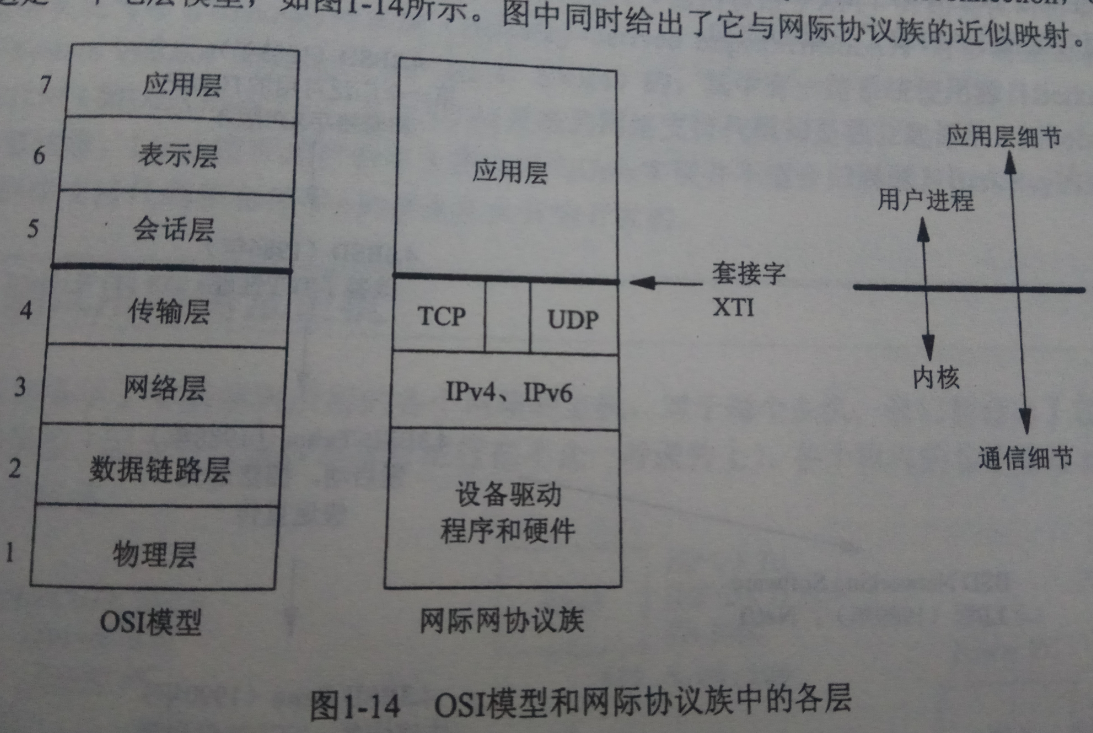 是一个七层模型，如图1-14所示。图中同时给出了它与网际协议族的近似映射。
7 应用层
6 表示层
5 会话层
4 传输层
3 网络层
2 数据链路层
1 物理层
OSI模型
应用层
TCP
UDP
IPv4、IPv6
设备驱动
程序和硬件
网际网协议族
套接字
XTI
应用层细节
用户进程
内核
通信细节
图1-14 OSI模型和网际协议族中的各层